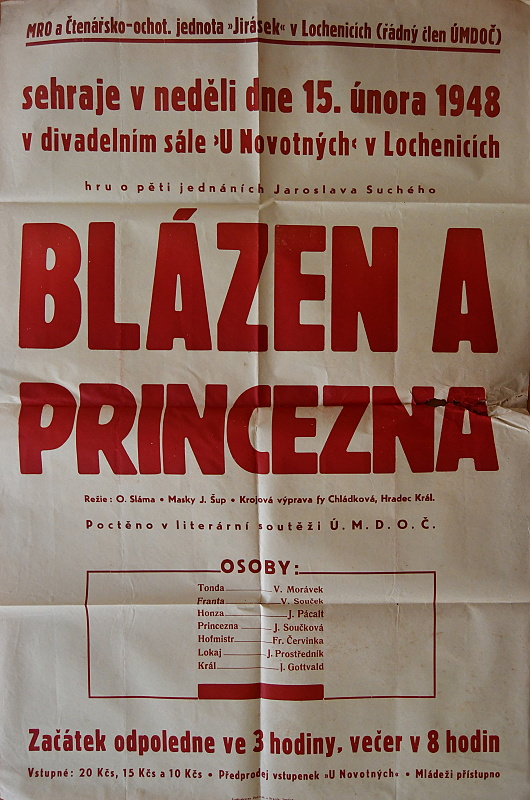 MRO a Čtenářsko-ochot. jednota »Jirásek« v Lochenicích (řádný člen ÚMDOČ)
sehraje v neděli dne 15. února 1948
v divadelním sále »U Novotných« v Lochenicích
hru o pěti jednáních Jaroslava Suchého
BLÁZEN A
PRINCEZNA
Režie: O. Sláma • Masky J. Šup • Krojová výprava fy Chládková, Hradec Král.
Poctěno v literární soutěži Ú. M. D. O. Č.
OSOBY:
Tonda V. Morávek
Franta V. Souček
Honza J. Pácalt
Princezna J. Součková
Hofmistr Fr. Červinka
Lokaj J. Prostředník
Král J. Gottvald
Začátek odpoledne ve 3 hodiny, večer v 8 hodin
Vstupné: 20 Kčs, 15 Kčs a 10 Kčs • Předprodej vstupenek »U Novotných« • Mládeži přístupno